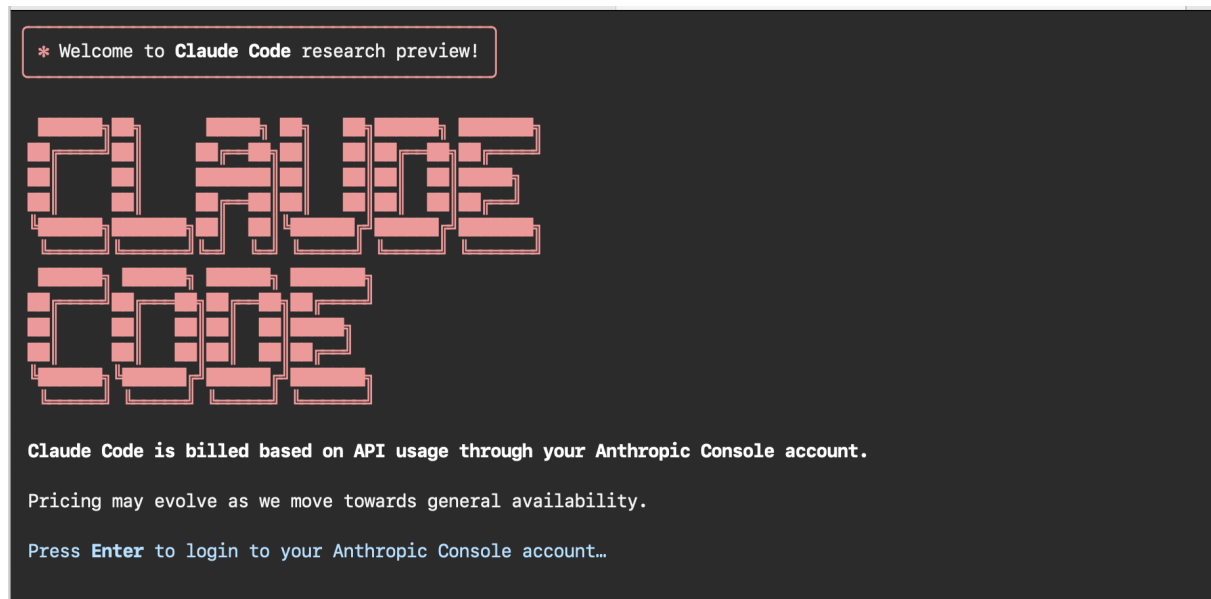 * Welcome to Claude Code research preview!
CLAUDE
CODE
Claude Code is billed based on API usage through your Anthropic Console account.
Pricing may evolve as we move towards general availability.
Press Enter to login to your Anthropic Console account…